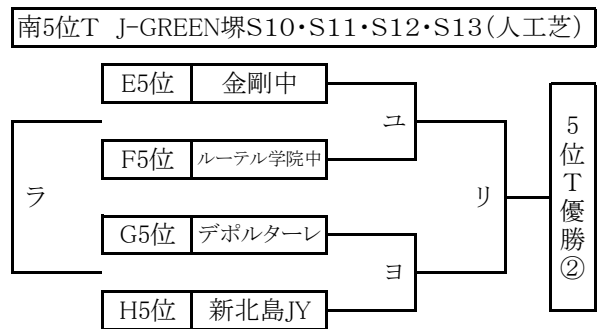 南5位T J-GREEN堺S10・S11・S12・S13(人工芝)
E5位 金剛中
ユ
F5位 ルーテル学院中
ラ
リ
G5位 デポルターレ
ヨ
H5位 新北島JY
5位T優勝②